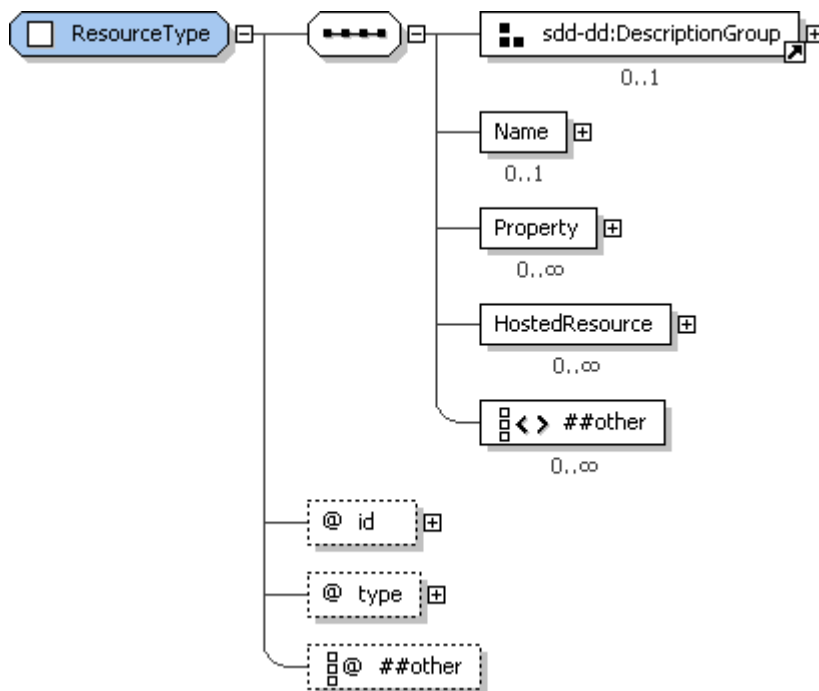 ResourceType
sdd-dd:DescriptionGroup
0..1
Name
0..1
Property
0..∞
HostedResource
0..∞
##other
0..∞
@ id
@ type
@ ##other